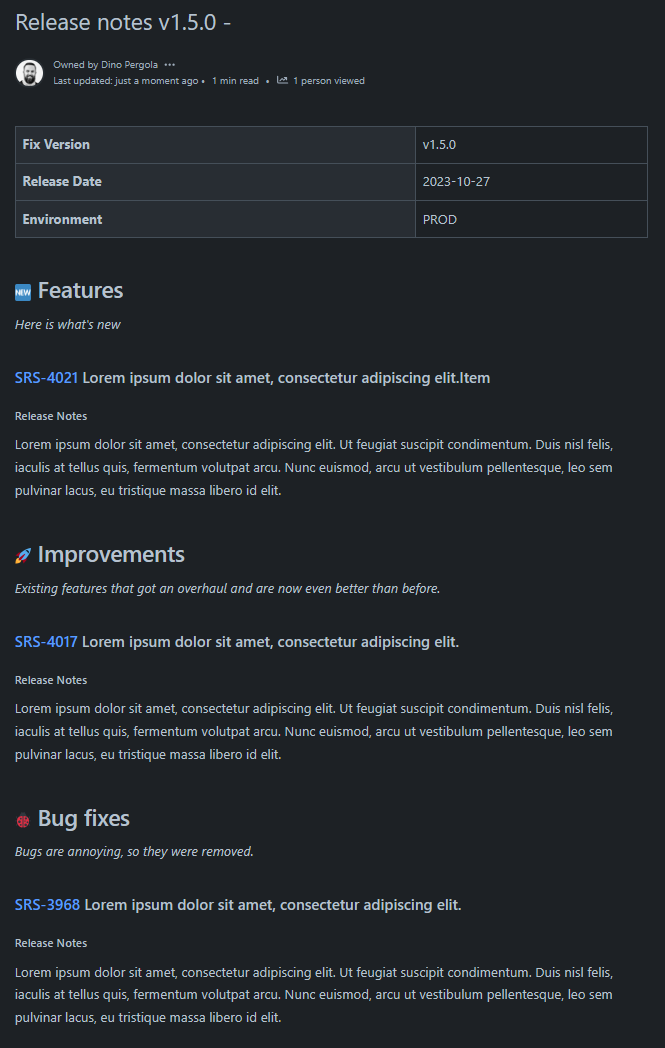 Release notes v1.5.0 -
Owned by Dino Pergola •••
Last updated: just a moment ago • 1 min read • 1 person viewed
Fix Version v1.5.0
Release Date 2023-10-27
Environment PROD
NEW Features
Here is what's new
SRS-4021 Lorem ipsum dolor sit amet, consectetur adipiscing elit.Item
Release Notes
Lorem ipsum dolor sit amet, consectetur adipiscing elit. Ut feugiat suscipit condimentum. Duis nisl felis,
iaculis at tellus quis, fermentum volutpat arcu. Nunc euismod, arcu ut vestibulum pellentesque, leo sem
pulvinar lacus, eu tristique massa libero id elit.
Improvements
Existing features that got an overhaul and are now even better than before.
SRS-4017 Lorem ipsum dolor sit amet, consectetur adipiscing elit.
Release Notes
Lorem ipsum dolor sit amet, consectetur adipiscing elit. Ut feugiat suscipit condimentum. Duis nisl felis,
iaculis at tellus quis, fermentum volutpat arcu. Nunc euismod, arcu ut vestibulum pellentesque, leo sem
pulvinar lacus, eu tristique massa libero id elit.
Bug fixes
Bugs are annoying, so they were removed.
SRS-3968 Lorem ipsum dolor sit amet, consectetur adipiscing elit.
Release Notes
Lorem ipsum dolor sit amet, consectetur adipiscing elit. Ut feugiat suscipit condimentum. Duis nisl felis,
iaculis at tellus quis, fermentum volutpat arcu. Nunc euismod, arcu ut vestibulum pellentesque, leo sem
pulvinar lacus, eu tristique massa libero id elit.